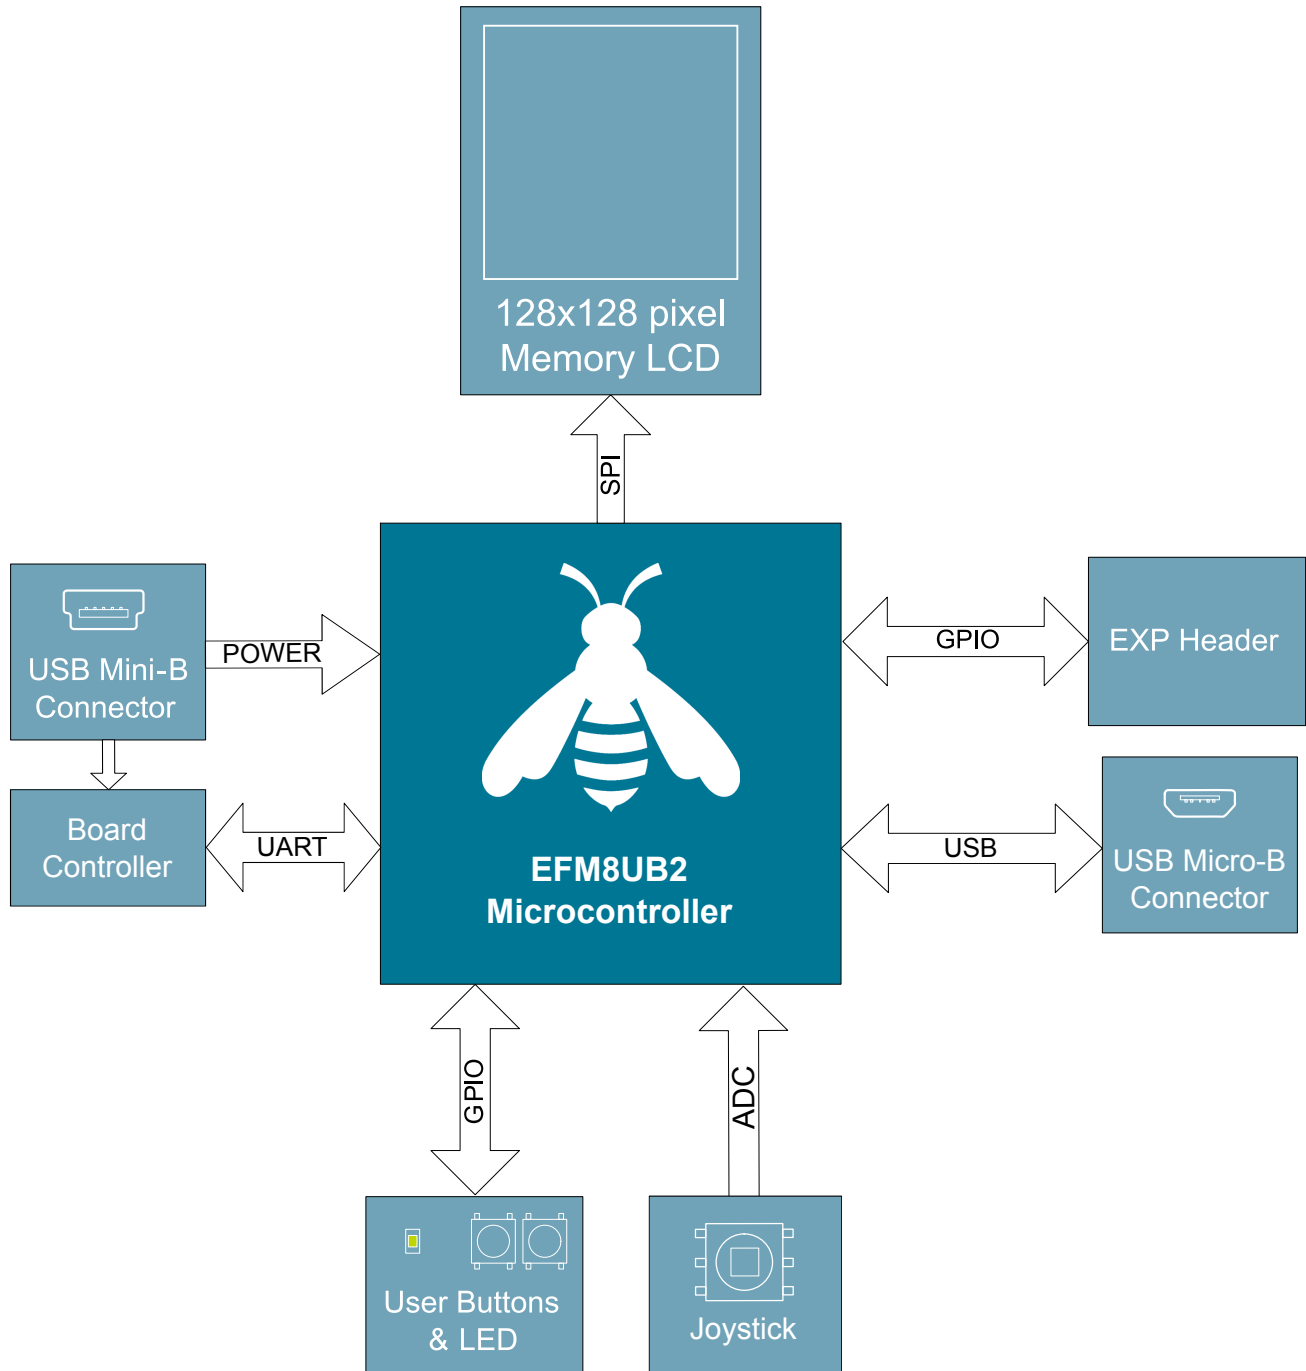 128x128 pixel
Memory LCD
SPI
USB Mini-B
Connector
POWER
GPIO
EXP Header
Board
Controller
UART
EFM8UB2
Microcontroller
USB
USB Micro-B
Connector
GPIO
ADC
User Buttons
& LED
Joystick